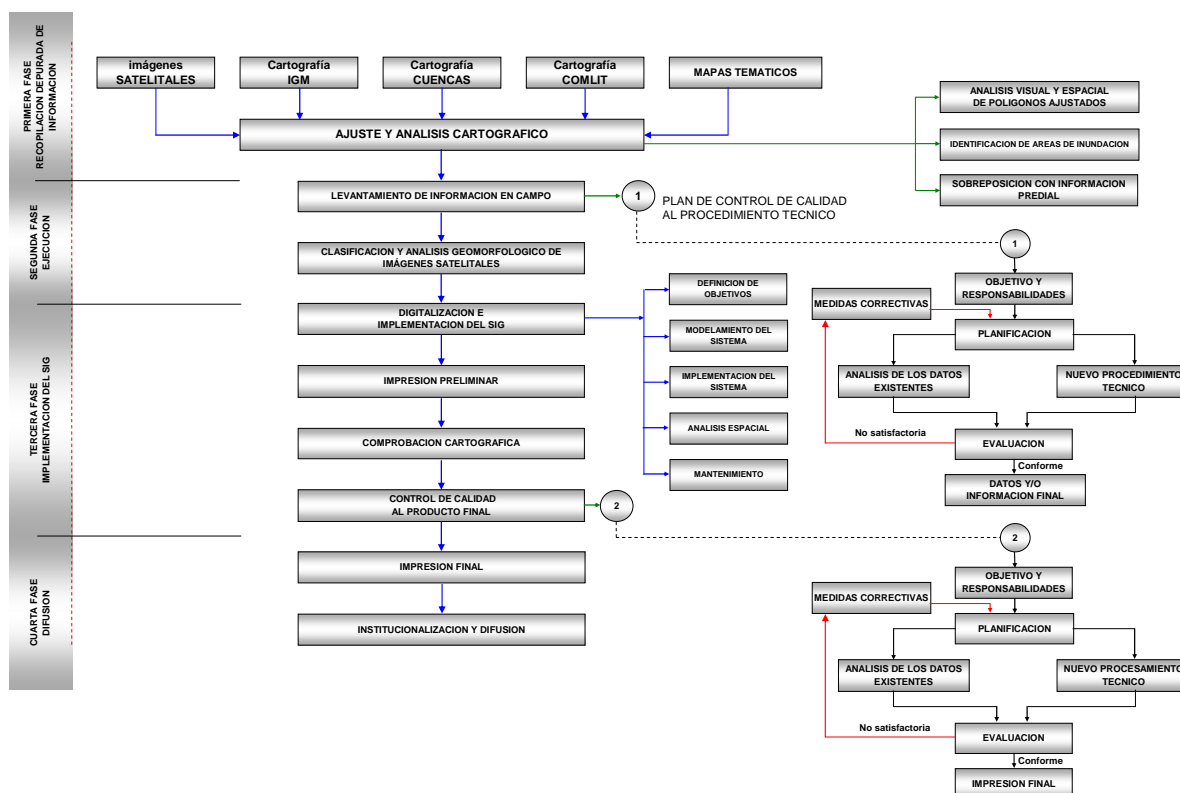 PRIMERA FASE
RECOPILACION DEPURADA DE
INFORMACION
SEGUNDA FASE
EJECUCION
TERCERA FASE
IMPLEMENTACION DEL SIG
CUARTA FASE
DIFUSION
imágenes
SATELITALES
Cartografía
IGM
Cartografía
CUENCAS
Cartografía
COMLIT
MAPAS TEMATICOS
AJUSTE Y ANALISIS CARTOGRAFICO
ANALISIS VISUAL Y ESPACIAL
DE POLIGONOS AJUSTADOS
IDENTIFICACION DE AREAS DE INUNDACION
SOBREPOSICION CON INFORMACION
PREDIAL
LEVANTAMIENTO DE INFORMACION EN CAMPO
1
PLAN DE CONTROL DE CALIDAD
AL PROCEDIMIENTO TECNICO
CLASIFICACION Y ANALISIS GEOMORFOLOGICO DE
IMÁGENES SATELITALES
DIGITALIZACIÓN E
IMPLEMENTACION DEL SIG
IMPRESION PRELIMINAR
COMPROBACION CARTOGRAFICA
CONTROL DE CALIDAD
AL PRODUCTO FINAL
2
IMPRESION FINAL
INSTITUCIONALIZACION Y DIFUSION
DEFINICION DE
OBJETIVOS
MODELAMIENTO DEL
SISTEMA
IMPLEMENTACION DEL
SISTEMA
ANALISIS ESPACIAL
MANTENIMIENTO
1
OBJETIVO Y
RESPONSABILIDADES
MEDIDAS CORRECTIVAS
PLANIFICACION
ANALISIS DE LOS DATOS
EXISTENTES
NUEVO PROCEDIMIENTO
TECNICO
No satisfactoria
EVALUACION
Conforme
DATOS Y/O
INFORMACION FINAL
2
OBJETIVO Y
RESPONSABILIDADES
MEDIDAS CORRECTIVAS
PLANIFICACION
ANALISIS DE LOS DATOS
EXISTENTES
NUEVO PROCESAMIENTO
TECNICO
No satisfactoria
EVALUACION
Conforme
IMPRESION FINAL